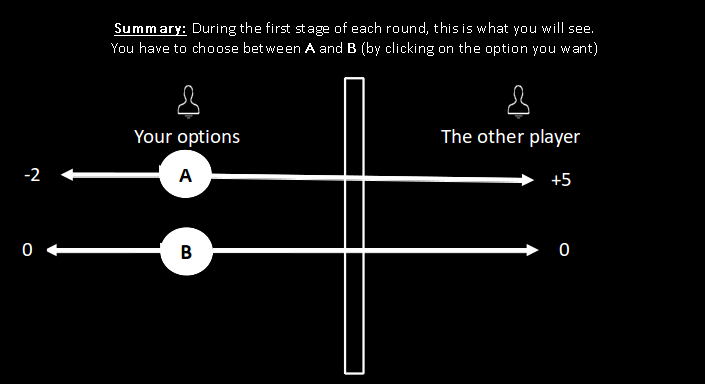 Summary: During the first stage of each round, this is what you will see.
You have to choose between A and B (by clicking on the option you want)
Your options The other player
-2 A +5
0 B 0